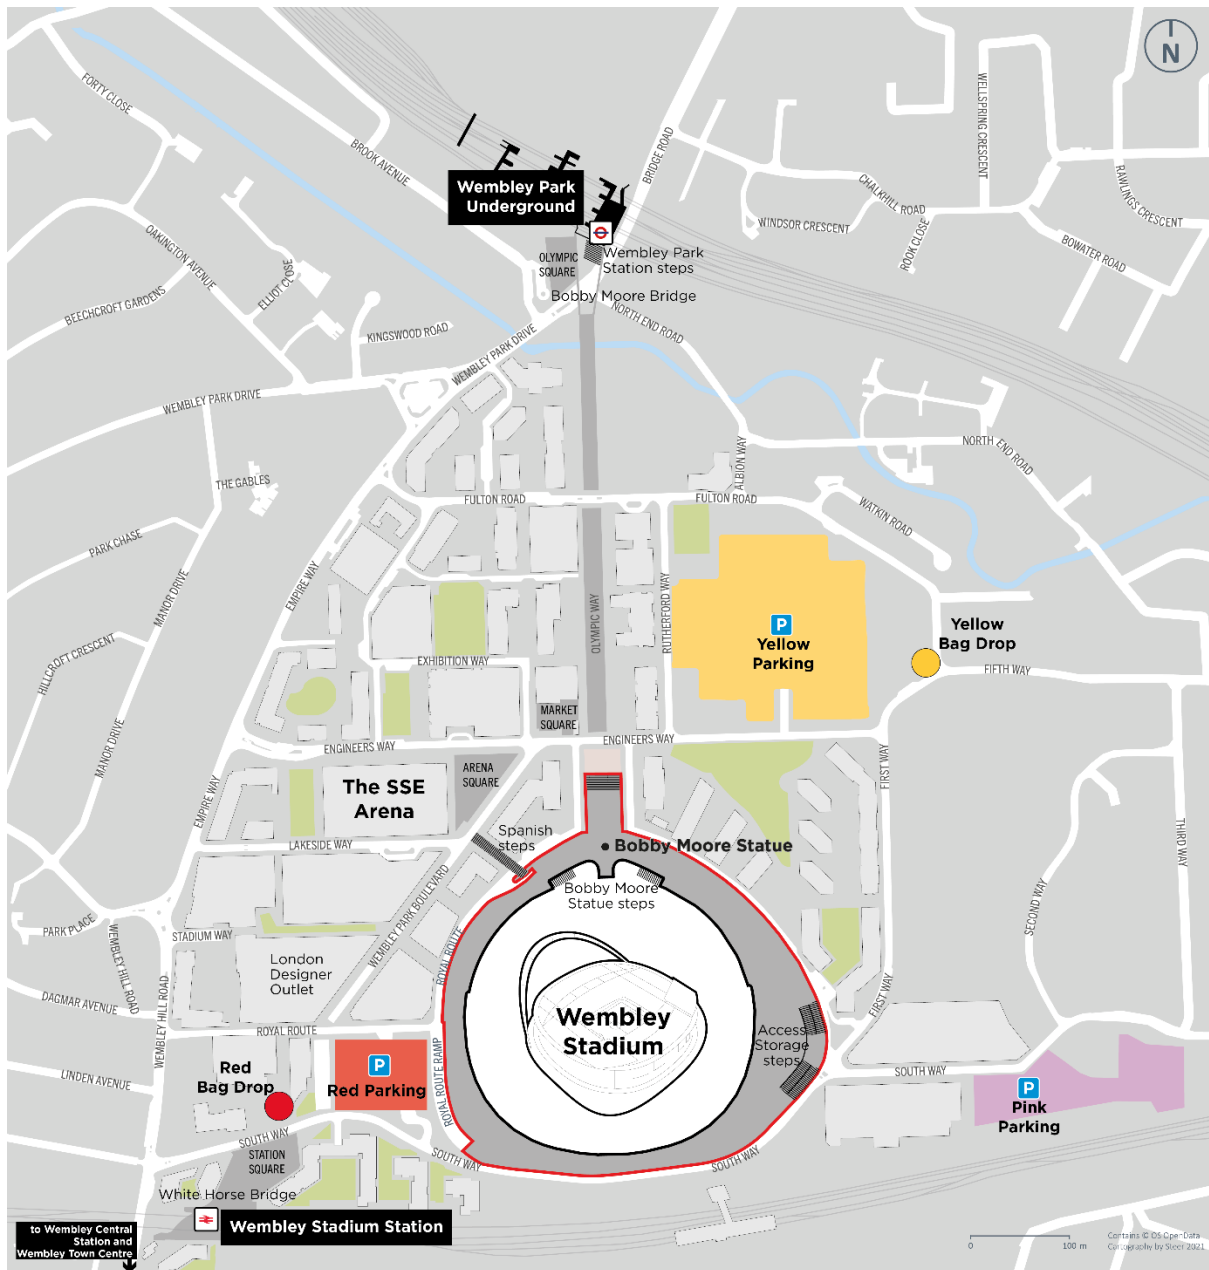 N
FORTY CLOSE
BROOK AVENUE
BRIDGE ROAD
WELLSPRING CRESCENT
CHALKHILL ROAD
RAWLINGS CRESCENT
WINDSOR CRESCENT
ROOK CLOSE
BOWATER ROAD
Wembley Park
Underground
OAKINGTON AVENUE
ELLIOT CLOSE
BEECHCROFT GARDENS
KINGSWOOD ROAD
OLYMPIC
SQUARE
Wembley Park
Station steps
Bobby Moore Bridge
NORTH END ROAD
WEMBLEY PARK DRIVE
WEMBLEY PARK DRIVE
ALBION WAY
NORTH END ROAD
THE GABLES
FULTON ROAD
FULTON ROAD
WATKIN ROAD
PARK CHASE
MANOR DRIVE
EMPIRE WAY
OLYMPIC WAY
RUTHERFORD WAY
P
Yellow
Parking
Yellow
Bag Drop
FIFTH WAY
HILLCROFT CRESCENT
EXHIBITION WAY
MARKET
SQUARE
MANOR DRIVE
ENGINEERS WAY
ENGINEERS WAY
FIRST WAY
EMPIRE WAY
The SSE
Arena
ARENA
SQUARE
THIRD WAY
Spanish
steps
LAKESIDE WAY
Bobby Moore Statue
Bobby Moore
Statue steps
WEMBLEY PARK BOULEVARD
SECOND WAY
PARK PLACE
WEMBLEY HILL ROAD
STADIUM WAY
London
Designer
Outlet
ROYAL ROUTE
DAGMAR AVENUE
WEMBLEY HILL ROAD
ROYAL ROUTE
Wembley
Stadium
FIRST WAY
Access
Storage
steps
LINDEN AVENUE
Red
Bag Drop
P
Red Parking
ROYAL ROUTE RAMP
SOUTH WAY
P
Pink
Parking
SOUTH WAY
STATION
SQUARE
SOUTH WAY
SOUTH WAY
White Horse Bridge
Wembley Stadium Station
to Wembley Central
Station and
Wembley Town Centre
0 100 m
Contains © OS OpenData
Cartography by Steer 2021